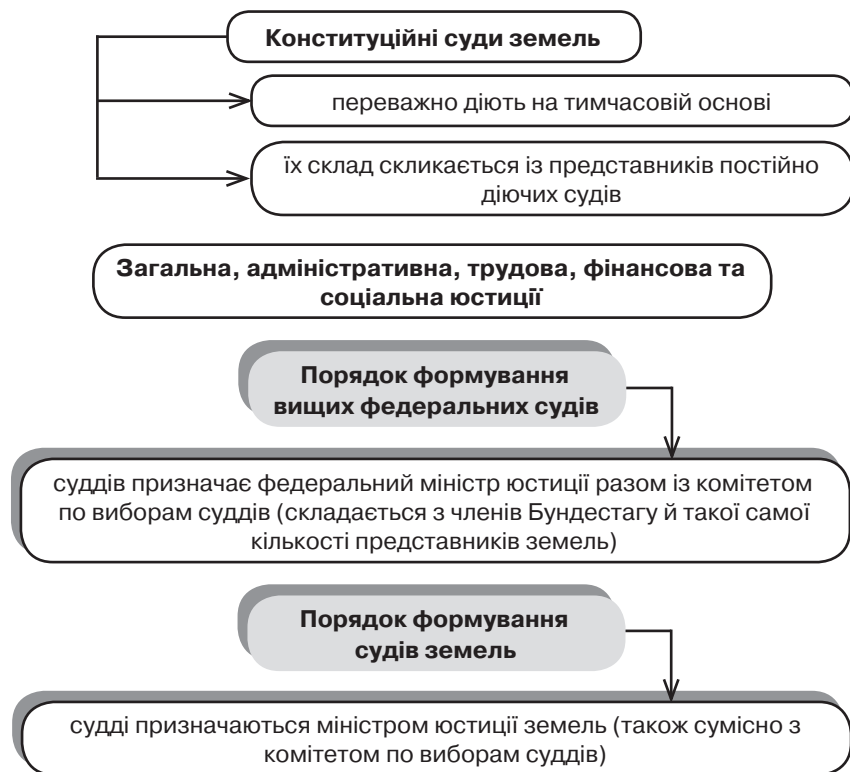 Конституційні суди земель
переважно діють на тимчасовій основі
їх склад скликається із представників постійно
діючих судів
Загальна, адміністративна, трудова, фінансова та
соціальна юстиції
Порядок формування
вищих федеральних судів
суддів призначає федеральний міністр юстиції разом із комітетом
по виборам суддів (складається з членів Бундестагу й такої самої
кількості представників земель)
Порядок формування
судів земель
судді призначаються міністром юстиції земель (також сумісно з
комітетом по виборам суддів)